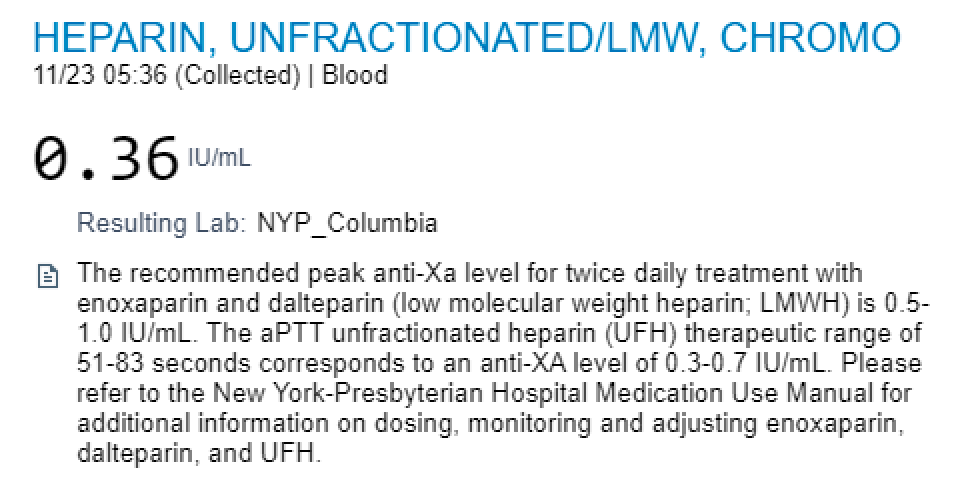 HEPARIN, UNFRACTIONATED/LMW, CHROMO
11/23 05:36 (Collected) | Blood
0.36 IU/mL
Resulting Lab: NYP_Columbia
The recommended peak anti-Xa level for twice daily treatment with
enoxaparin and dalteparin (low molecular weight heparin; LMWH) is 0.5-
1.0 IU/mL. The aPTT unfractionated heparin (UFH) therapeutic range of
51-83 seconds corresponds to an anti-XA level of 0.3-0.7 IU/mL. Please
refer to the New York-Presbyterian Hospital Medication Use Manual for
additional information on dosing, monitoring and adjusting enoxaparin,
dalteparin, and UFH.